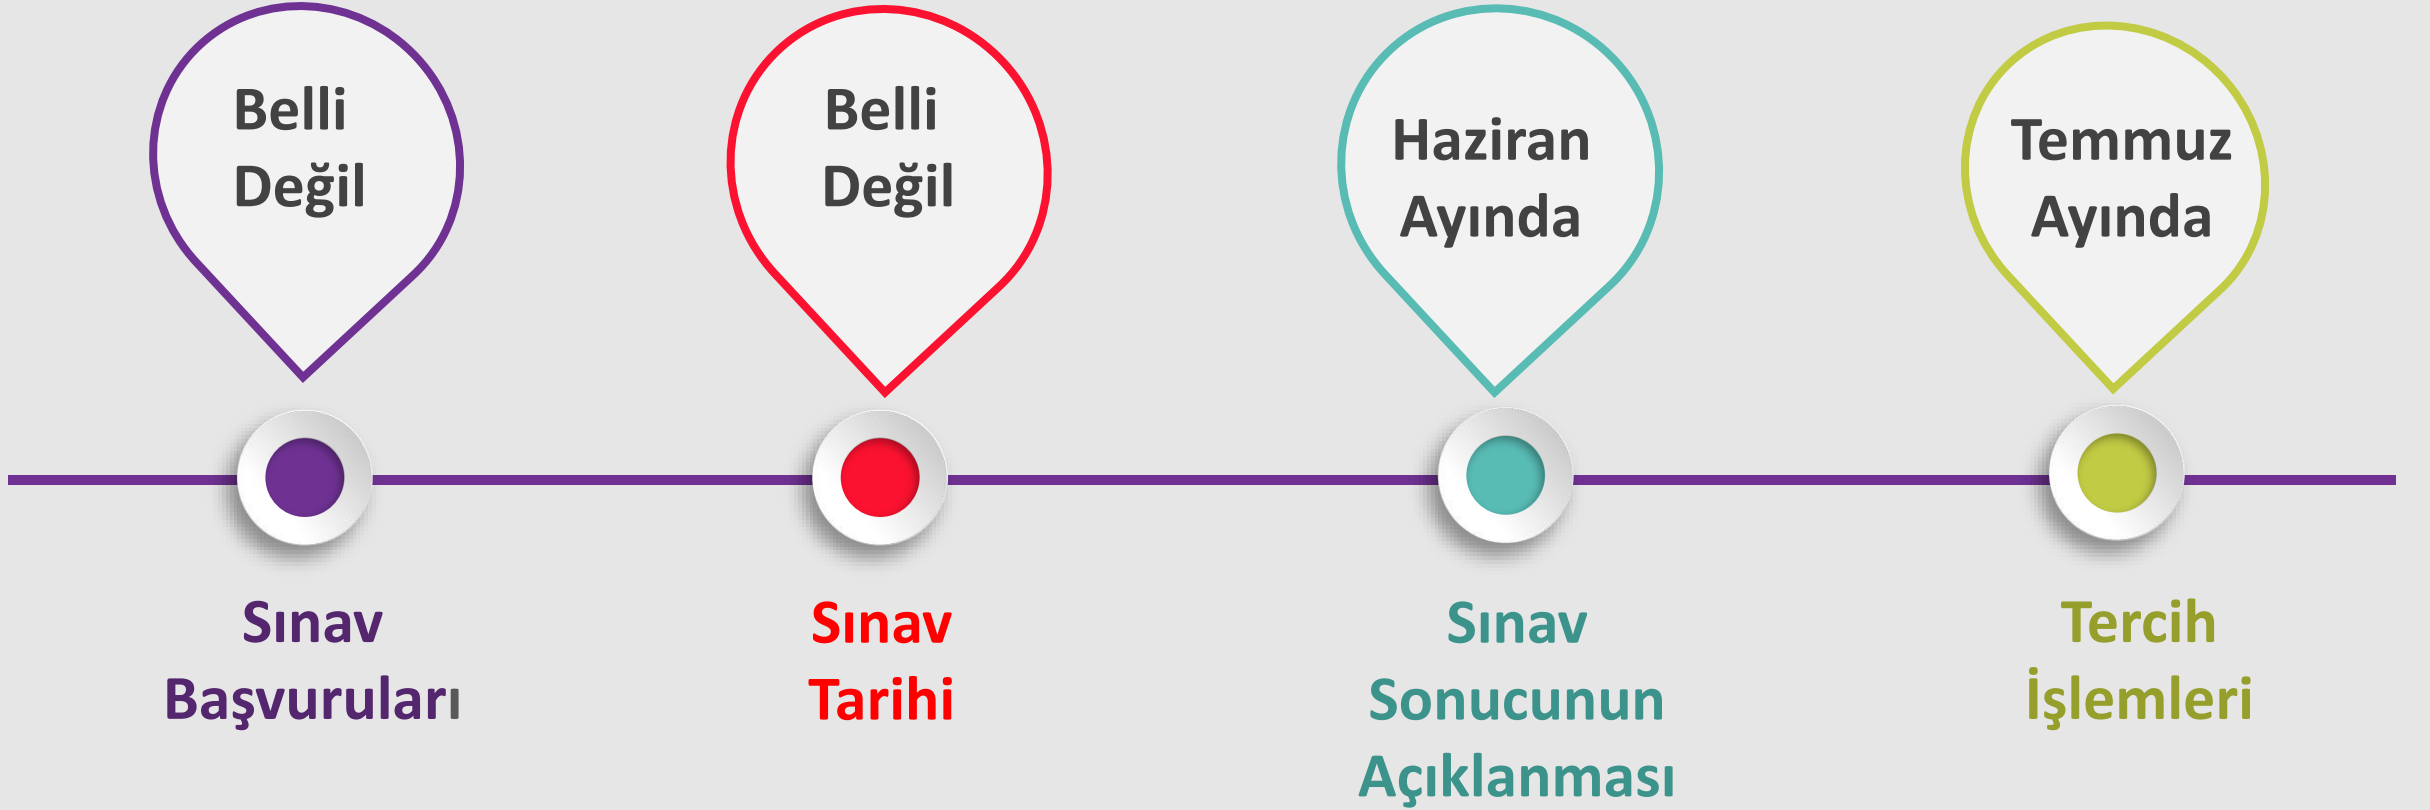 Belli
Değil
Belli
Değil
Haziran
Ayında
Temmuz
Ayında
Sınav
Başvuruları
Sınav
Tarihi
Sınav
Sonucunun
Açıklanması
Tercih
İşlemleri